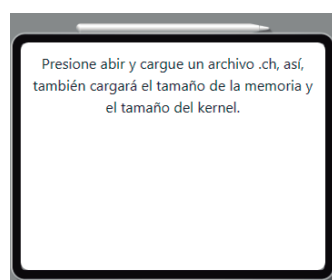 Presione abir y cargue un archivo .ch, así,
también cargará el tamaño de la memoria y
el tamaño del kernel.